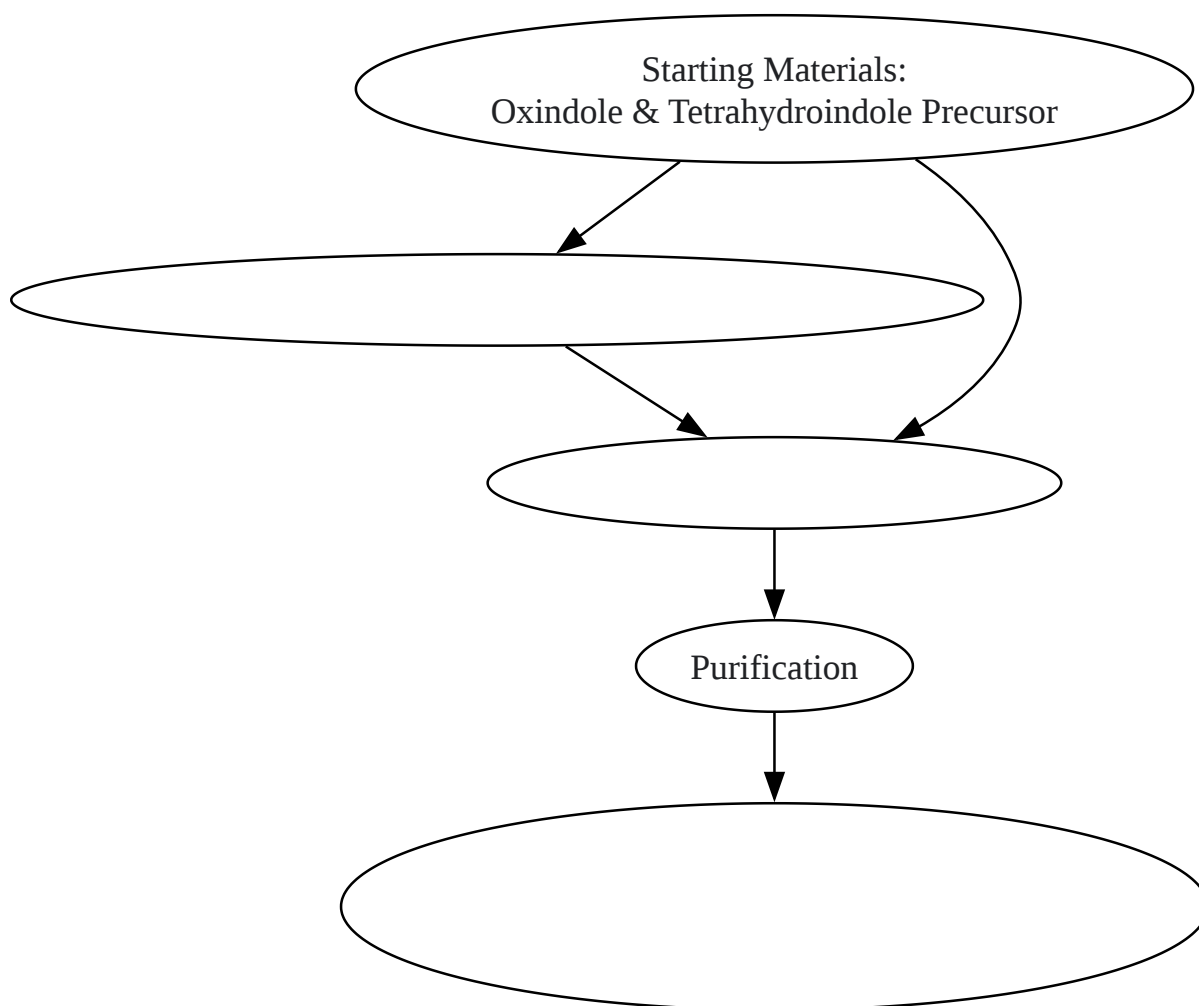 Starting Materials:
Oxindole & Tetrahydroindole Precursor
Purification